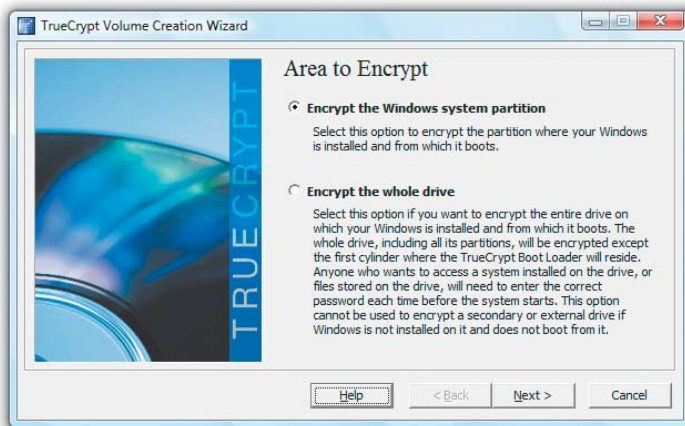 TrueCrypt Volume Creation Wizard
TRUECRYPT
Area to Encrypt
Encrypt the Windows system partition
Select this option to encrypt the partition where your Windows
is installed and from which it boots.
Encrypt the whole drive
Select this option if you want to encrypt the entire drive on
which your Windows is installed and from which it boots. The
whole drive, including all its partitions, will be encrypted except
the first cylinder where the TrueCrypt Boot Loader will reside.
Anyone who wants to access a system installed on the drive, or
files stored on the drive, will need to enter the correct
password each time before the system starts. This option
cannot be used to encrypt a secondary or external drive if
Windows is not installed on it and does not boot from it.
Help < Back Next > Cancel